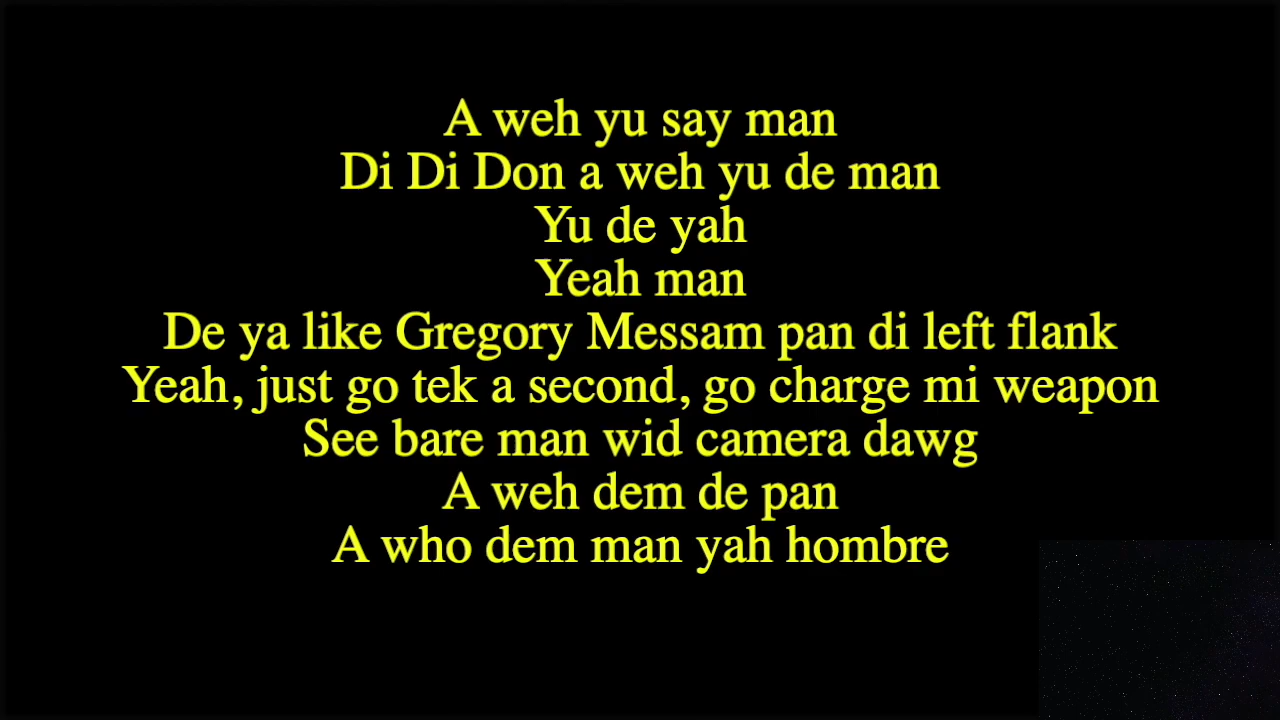 A weh yu say man
Di Di Don a weh yu de man
Yu de yah
Yeah man
De ya like Gregory Messam pan di left flank
Yeah, just go tek a second, go charge mi weapon
See bare man wid camera dawg
A weh dem de pan
A who dem man yah hombre